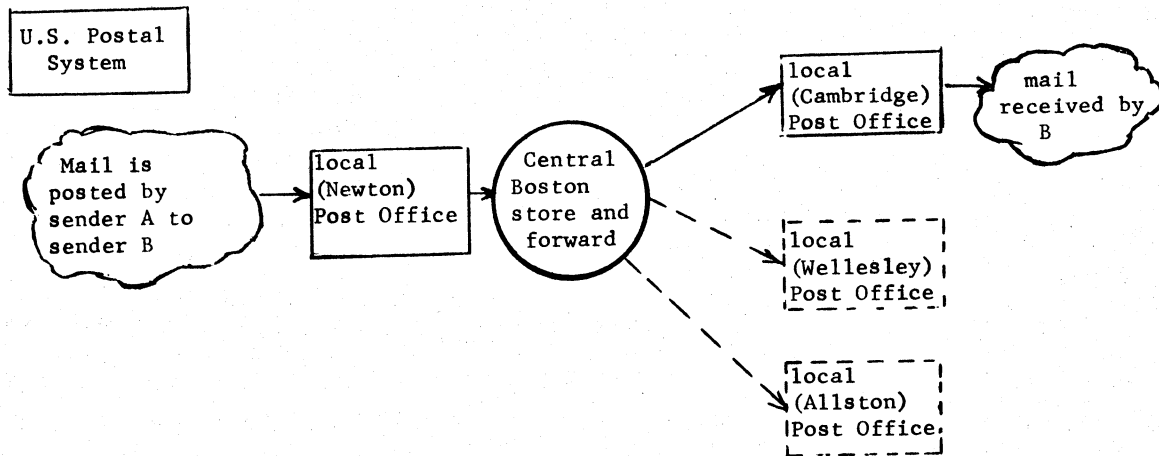 U.S. Postal
System
Mail is
posted by
sender A to
sender B
local
(Newton)
Post Office
Central
Boston
store and
forward
local
(Cambridge)
Post Office
mail
received by
B
local
(Wellesley)
Post Office
local
(Allston)
Post Office